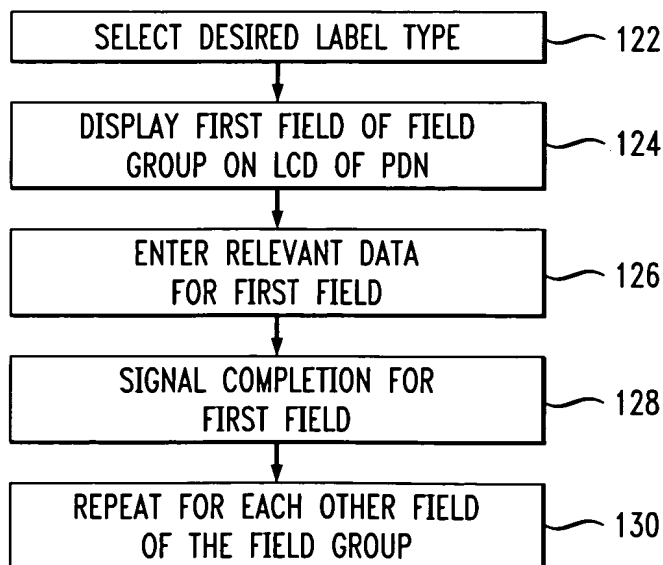 SELECT DESIRED LABEL TYPE
122
DISPLAY FIRST FIELD OF FIELD
GROUP ON LCD OF PDN
124
ENTER RELEVANT DATA
FOR FIRST FIELD
126
SIGNAL COMPLETION FOR
FIRST FIELD
128
REPEAT FOR EACH OTHER FIELD
OF THE FIELD GROUP
130